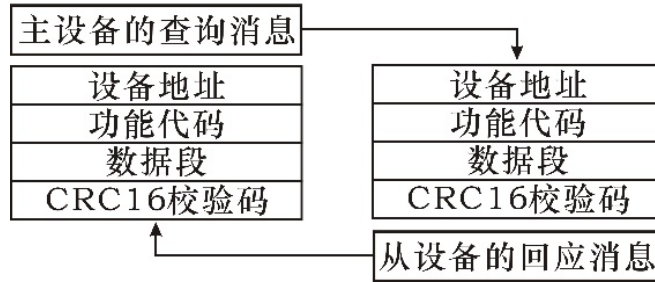 主设备的查询消息
设备地址
功能代码
数据段
CRC16校验码
设备地址
功能代码
数据段
CRC16校验码
从设备的回应消息